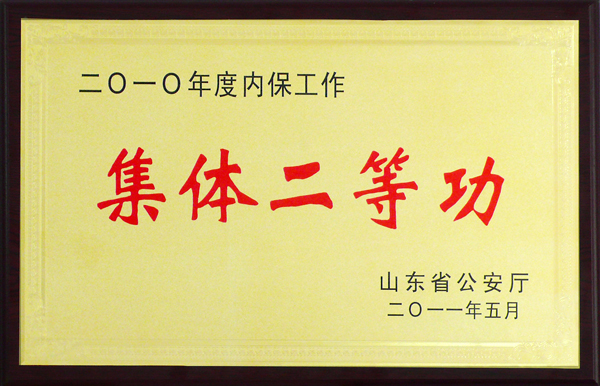 二〇一〇年度内保工作
集体二等功
山东省公安厅
二〇一一年五月